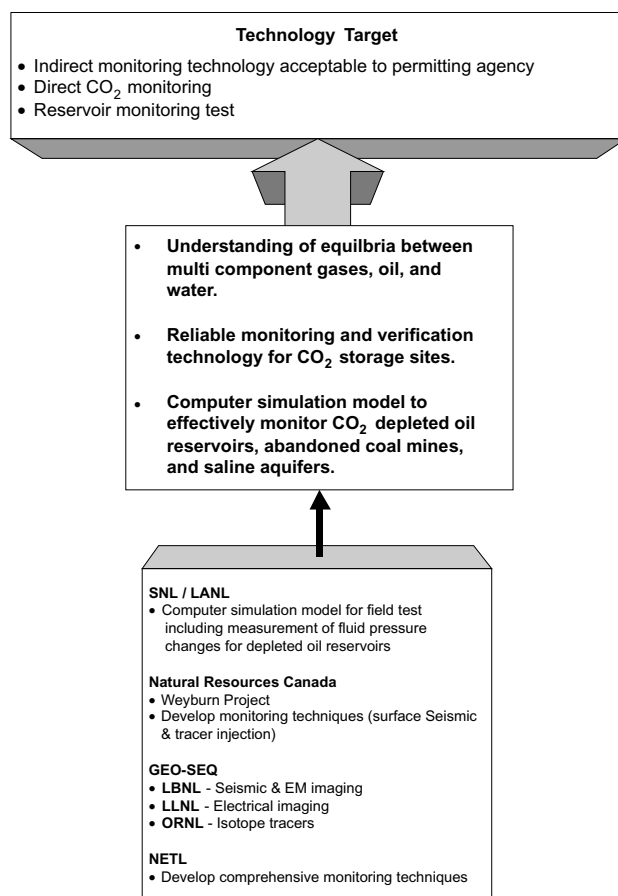 Technology Target
• Indirect monitoring technology acceptable to permitting agency
• Direct CO2 monitoring
• Reservoir monitoring test
• Understanding of equilbria between
multi component gases, oil, and
water.
• Reliable monitoring and verification
technology for CO2 storage sites.
• Computer simulation model to
effectively monitor CO2 depleted oil
reservoirs, abandoned coal mines,
and saline aquifers.
SNL / LANL
• Computer simulation model for field test
including measurement of fluid pressure
changes for depleted oil reservoirs
Natural Resources Canada
• Weyburn Project
• Develop monitoring techniques (surface Seismic
& tracer injection)
GEO-SEQ
• LBNL - Seismic & EM imaging
• LLNL - Electrical imaging
• ORNL - Isotope tracers
NETL
• Develop comprehensive monitoring techniques